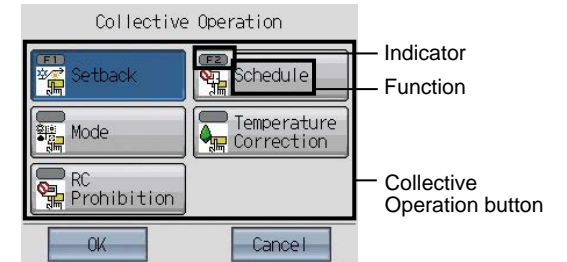 Collective Operation
F1
Setback
F2
Schedule
Indicator
Function
Mode
Temperature
Correction
RC
Prohibition
Collective
Operation button
OK
Cancel